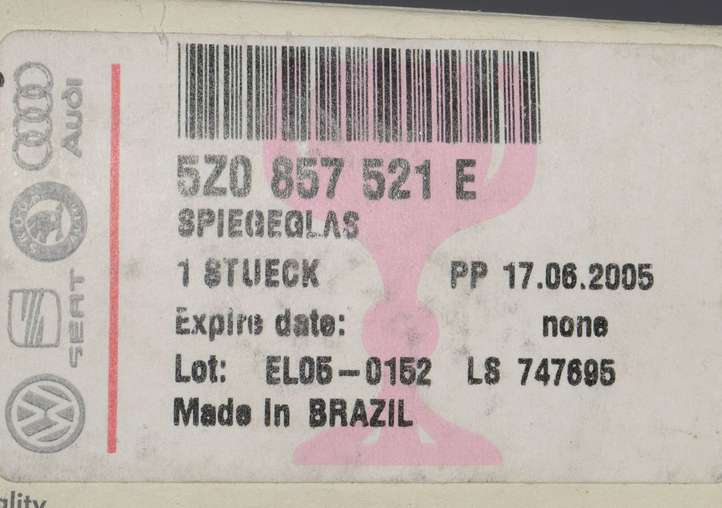 5Z0 857 521 E
SPIEGEGLAS
1 STUECK PP 17.06.2005
Expire date: none
Lot: EL05-0152 LS 747695
Made in BRAZIL
Audi
SEAT
ality